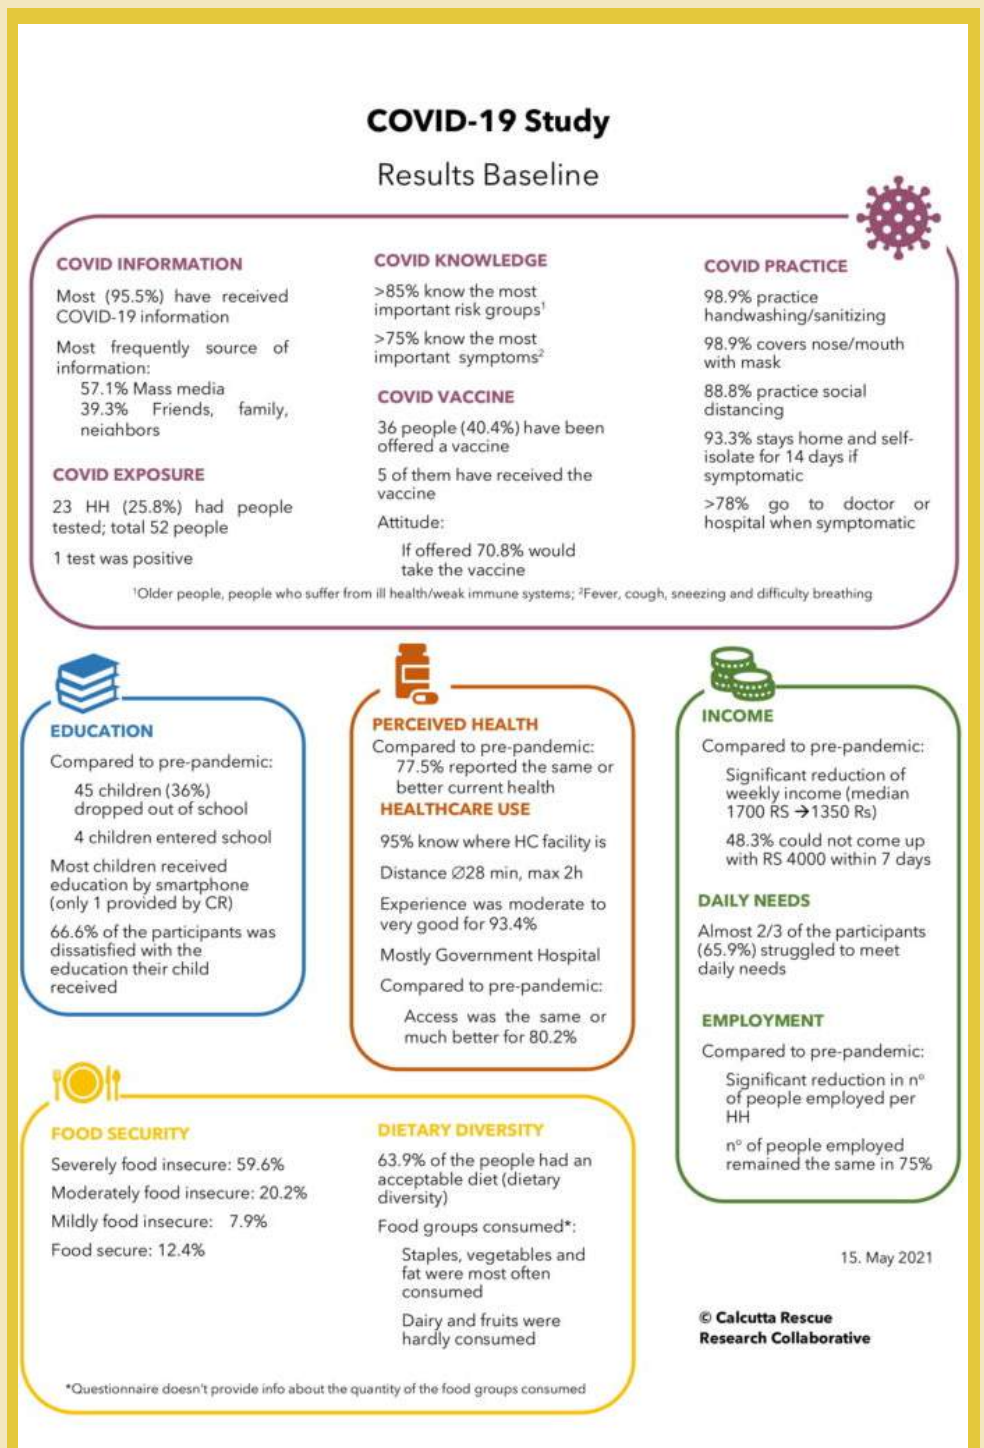 COVID-19 Study
Results Baseline
COVID INFORMATION
Most (95.5%) have received
COVID-19 information
Most frequently source of
information:
57.1% Mass media
39.3% Friends, family,
neighbors
COVID EXPOSURE
23 HH (25.8%) had people
tested; total 52 people
1 test was positive
COVID KNOWLEDGE
>85% know the most
important risk groups¹
>75% know the most
important symptoms²
COVID VACCINE
36 people (40.4%) have been
offered a vaccine
5 of them have received the
vaccine
Attitude:
If offered 70.8% would
take the vaccine
COVID PRACTICE
98.9% practice
handwashing/sanitizing
98.9% covers nose/mouth
with mask
88.8% practice social
distancing
93.3% stays home and self-
isolate for 14 days if
symptomatic
>78% go to doctor or
hospital when symptomatic
¹Older people, people who suffer from ill health/weak immune systems; ²Fever, cough, sneezing and difficulty breathing
EDUCATION
Compared to pre-pandemic:
45 children (36%)
dropped out of school
4 children entered school
Most children received
education by smartphone
(only 1 provided by CR)
66.6% of the participants was
dissatisfied with the
education their child
received
PERCEIVED HEALTH
Compared to pre-pandemic:
77.5% reported the same or
better current health
HEALTHCARE USE
95% know where HC facility is
Distance Ø28 min, max 2h
Experience was moderate to
very good for 93.4%
Mostly Government Hospital
Compared to pre-pandemic:
Access was the same or
much better for 80.2%
INCOME
Compared to pre-pandemic:
Significant reduction of
weekly income (median
1700 RS →1350 Rs)
48.3% could not come up
with RS 4000 within 7 days
DAILY NEEDS
Almost 2/3 of the participants
(65.9%) struggled to meet
daily needs
EMPLOYMENT
Compared to pre-pandemic:
Significant reduction in n°
of people employed per
HH
n° of people employed
remained the same in 75%
FOOD SECURITY
Severely food insecure: 59.6%
Moderately food insecure: 20.2%
Mildly food insecure: 7.9%
Food secure: 12.4%
DIETARY DIVERSITY
63.9% of the people had an
acceptable diet (dietary
diversity)
Food groups consumed*:
Staples, vegetables and
fat were most often
consumed
Dairy and fruits were
hardly consumed
*Questionnaire doesn't provide info about the quantity of the food groups consumed
15. May 2021
© Calcutta Rescue
Research Collaborative